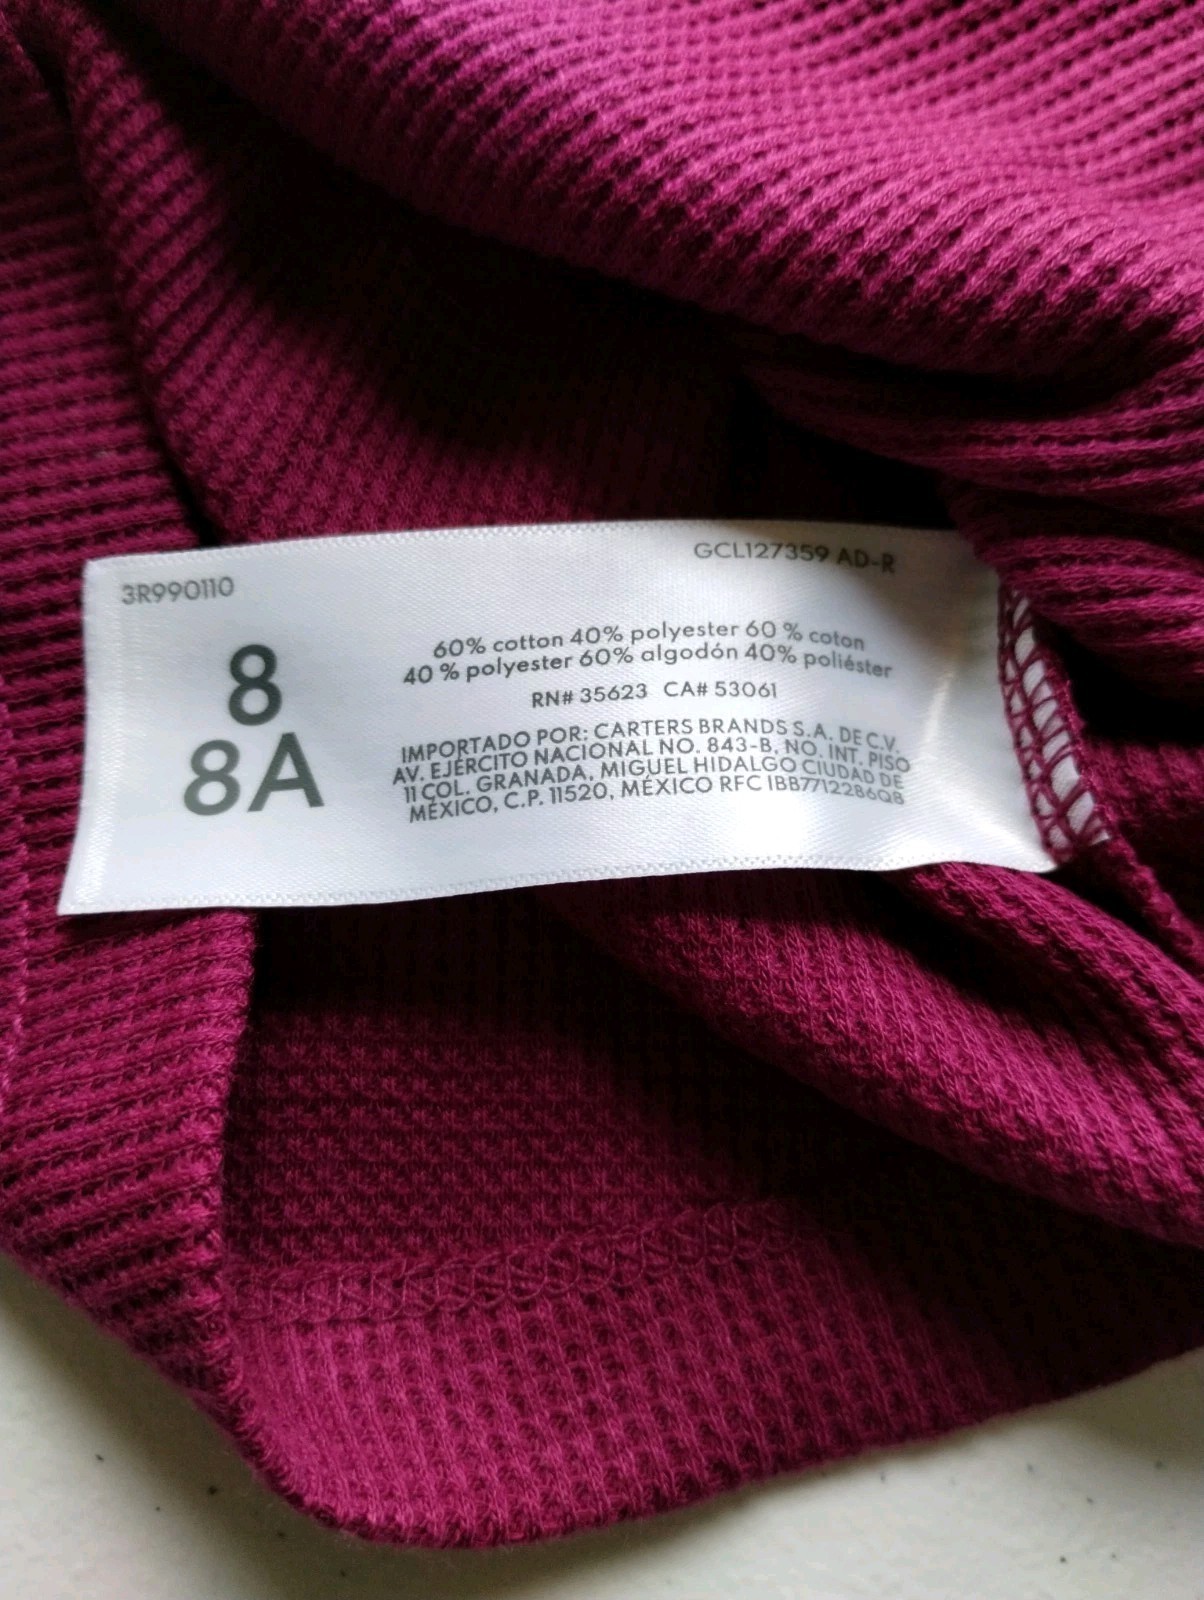 GCL127359 AD-R
3R990110
8
8A
60% cotton 40% polyester 60 % coton
40 % polyester 60% algodón 40% poliéster
RN# 35623 CA# 53061
IMPORTADO POR: CARTERS BRANDS S.A. DE C.V.
AV. EJÉRCITO NACIONAL NO. 843-B, NO. INT. PISO
11 COL. GRANADA, MIGUEL HIDALGO CIUDAD DE
MÉXICO, C.P. 11520, MÉXICO RFC IBB7712286Q8